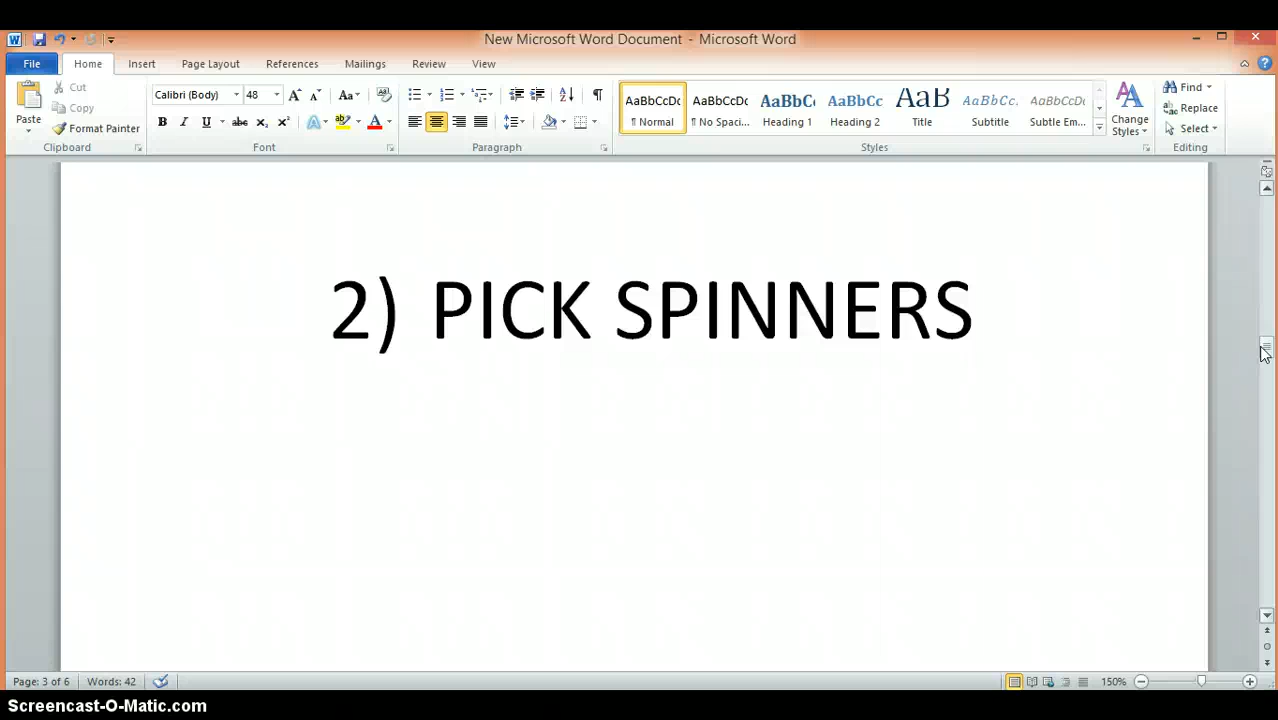 New Microsoft Word Document - Microsoft Word
File Home Insert Page Layout References Mailings Review View
Paste
Cut
Copy
Format Painter
Clipboard
Calibri (Body) 48
Font
Paragraph
AaBbCcDc AaBbCcDc AaBbC AaBbCc AaB AaBbCc. AaBbCcDc
¶ Normal ¶ No Spaci... Heading 1 Heading 2 Title Subtitle Subtle Em...
Styles
Change Styles
Find
Replace
Select
Editing
2) PICK SPINNERS
Page: 3 of 6 Words: 42 150%
Screencast-O-Matic.com